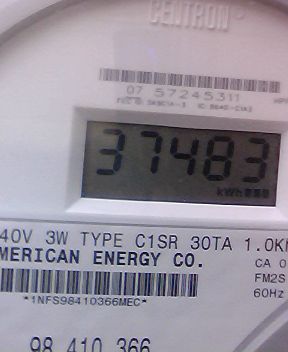 CENTRON
07 57245311
37483
kWh
40V 3W TYPE C1SR 30TA 1.0K
MERICAN ENERGY CO.
CA 0
FM2S
60Hz
*1NFS98410366MEC*
98 410 366